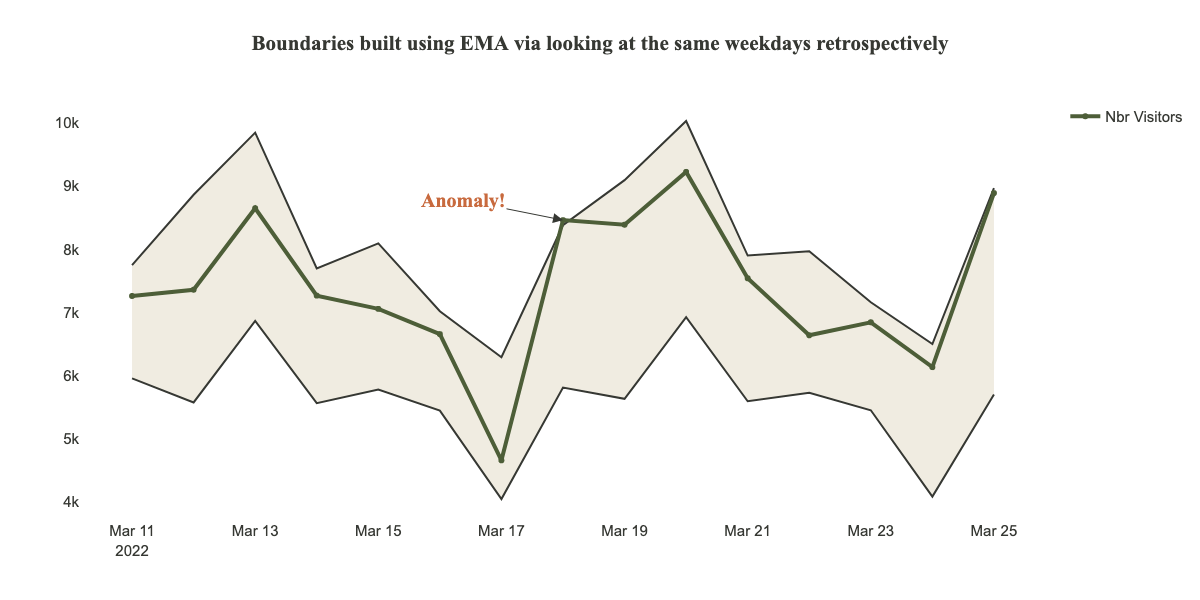 Boundaries built using EMA via looking at the same weekdays retrospectively
10k
9k
8k
7k
6k
5k
4k
Nbr Visitors
Anomaly!
Mar 11
2022
Mar 13
Mar 15
Mar 17
Mar 19
Mar 21
Mar 23
Mar 25